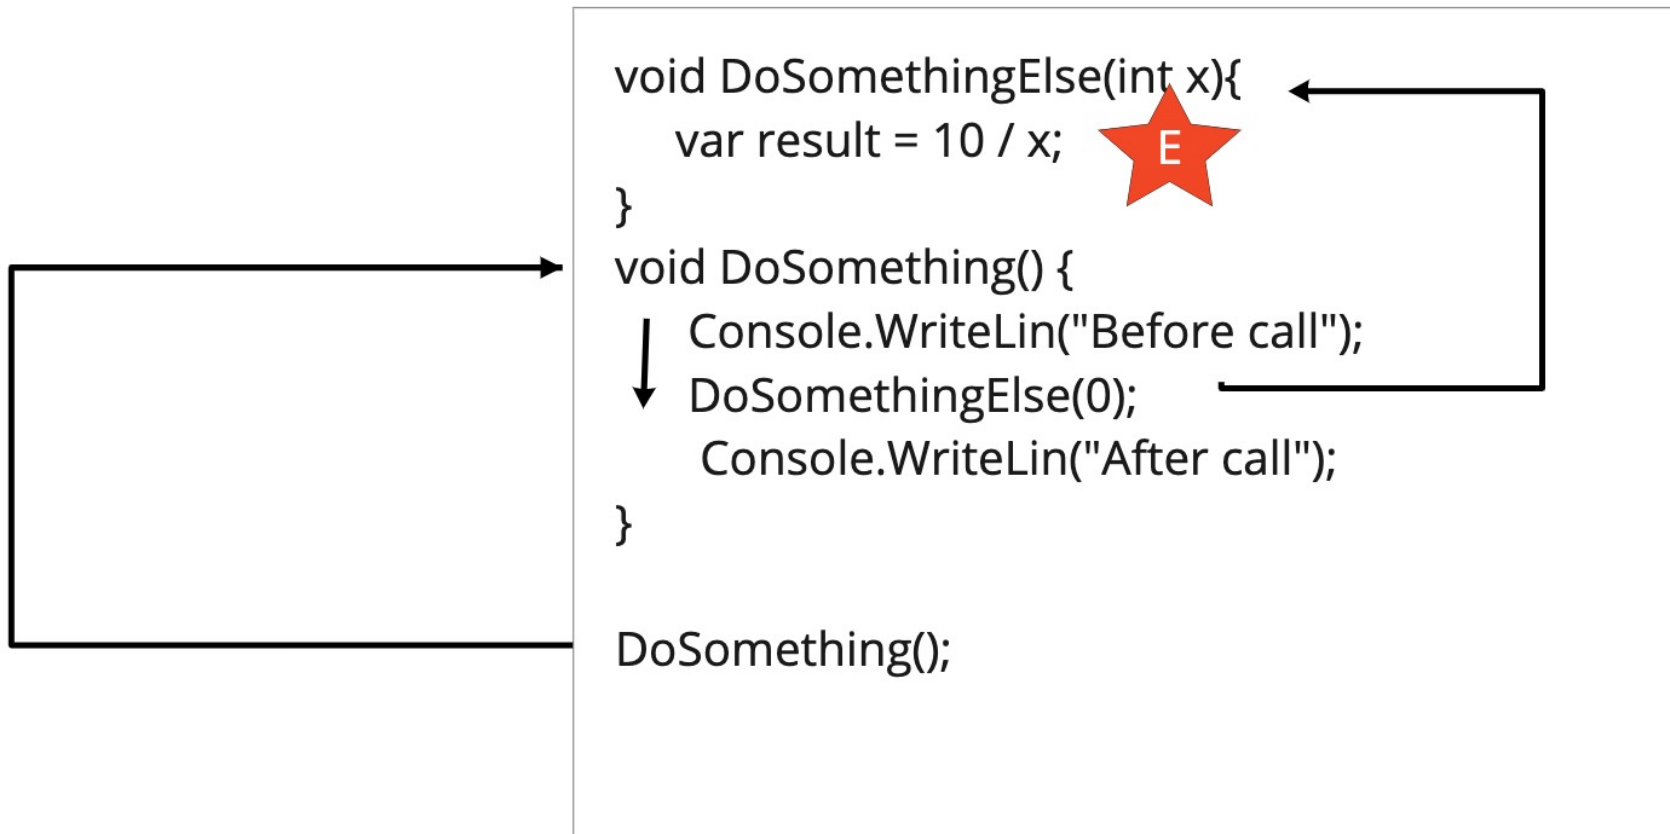 void DoSomethingElse(int x){
var result = 10 / x;
E
}
void DoSomething() {
Console.WriteLin("Before call");
DoSomethingElse(0);
Console.WriteLin("After call");
}
DoSomething();